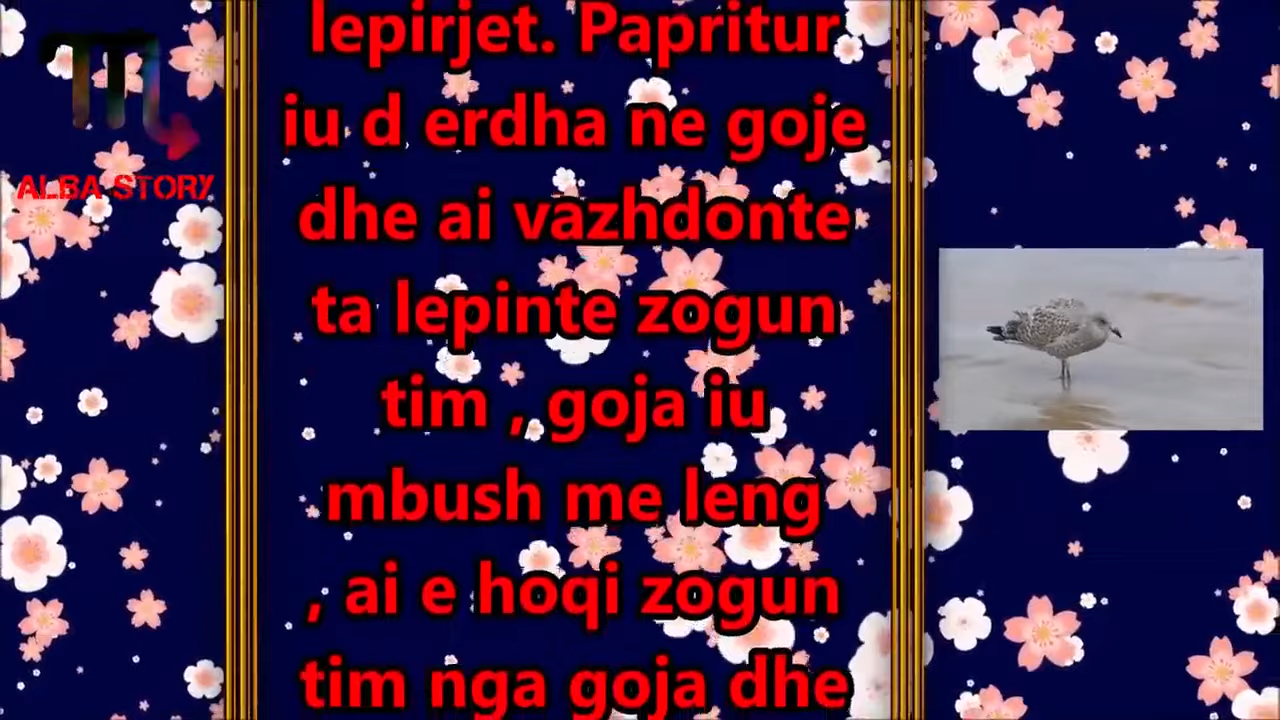 lepirjet. Papritur
iu d erdha ne goje
dhe ai vazhdonte
ta lepinte zogun
tim , goja iu
mbush me leng
, ai e hoqi zogun
tim nga goja dhe
ALBA STORY